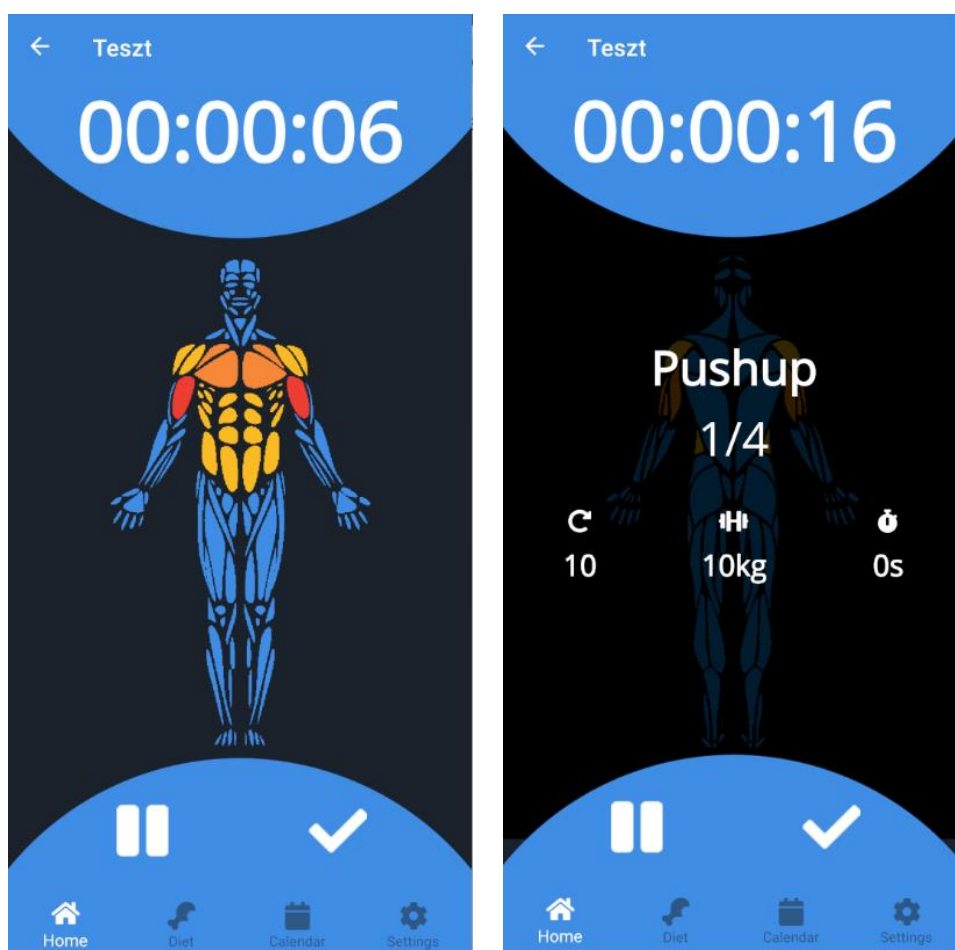 Teszt
00:00:06
Home Diet Calendar Settings
Teszt
00:00:16
Pushup
1/4
10 10kg 0s
Home Diet Calendar Settings